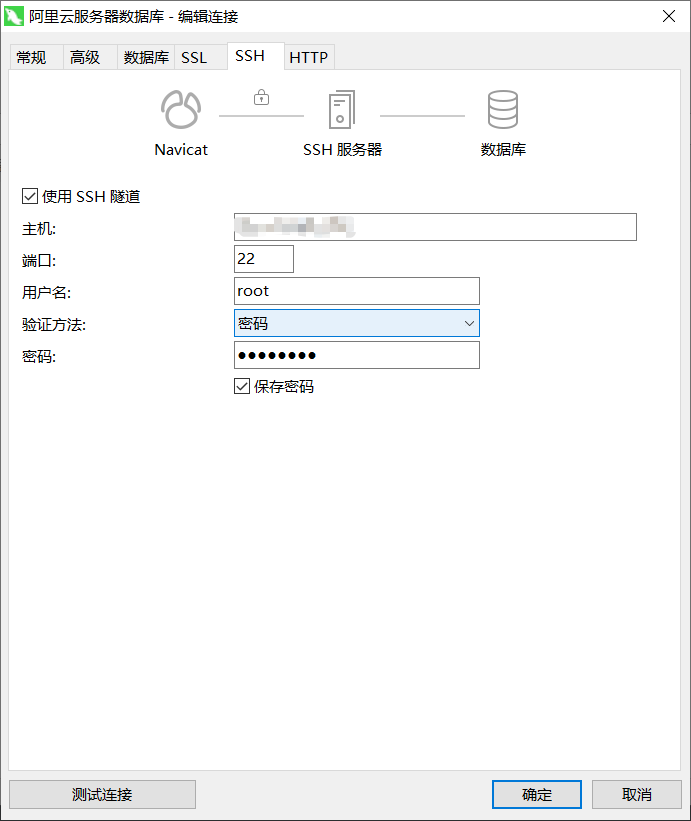 阿里云服务器数据库 - 编辑连接
常规 高级 数据库 SSL SSH HTTP
Navicat SSH 服务器 数据库
使用 SSH 隧道
主机:
端口: 22
用户名: root
验证方法: 密码
密码: ●●●●●●●●
保存密码
测试连接 确定 取消